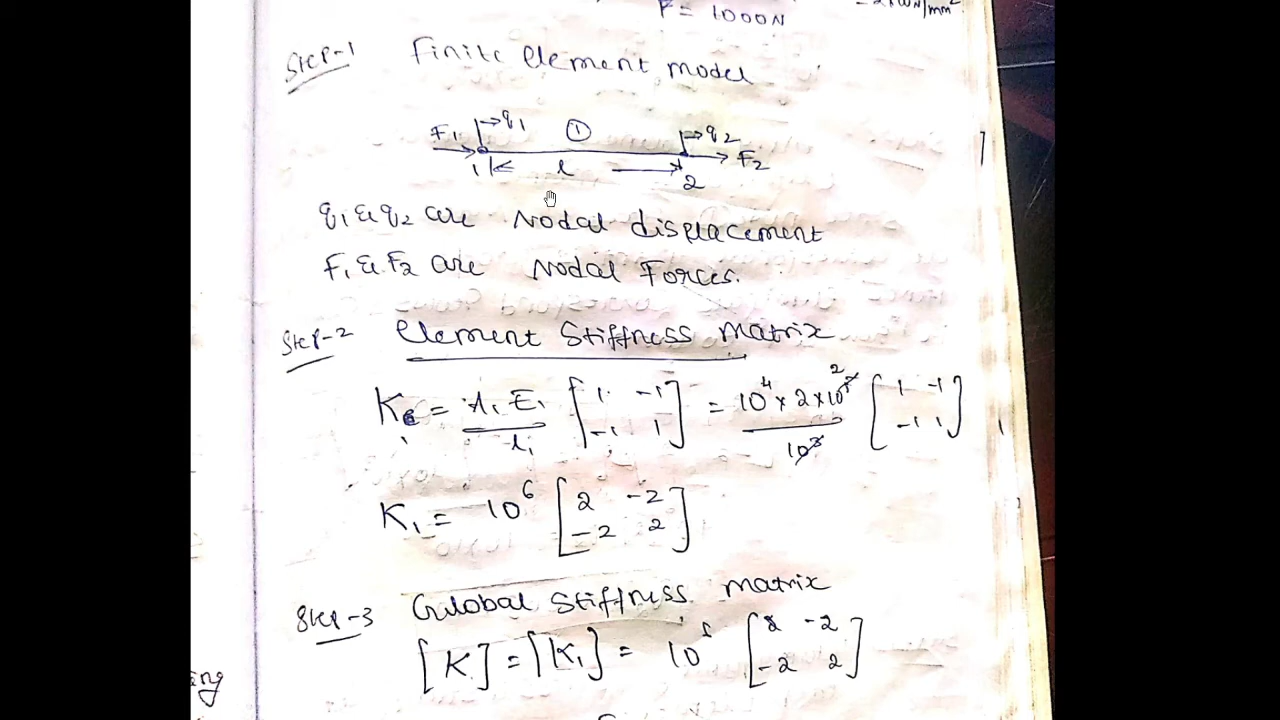 F = 1000N
Step-1 Finite element model
F1 q1 ① q2 F2
1 l 2
q1 & q2 are Nodal displacement
F1 & F2 are Nodal Forces.
Step-2 Element Stiffness matrix
K1 = A1 E1 / l1 [1 -1 -1 1] = 10^4 × 2 × 10^5 2 / 10^3 [1 -1 -1 1]
K1 = 10^6 [2 -2 -2 2]
Step-3 Global Stiffness matrix
[K] = [K1] = 10 [2 -2 -2 2]